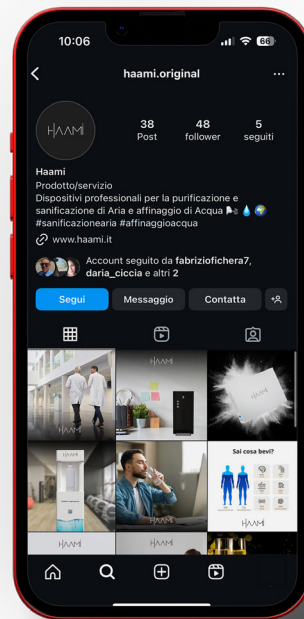 10:06
66
haami.original
HAAMI
38
48
5
Post
follower
seguiti
Haami
Prodotto/servizio
Dispositivi professionali per la purificazione e
sanificazione di Aria e affinaggio di Acqua 🌬️💧🌍
#sanificazionearia #affinaggioacqua
www.haami.it
Account seguito da fabriziofichera7,
daria_ciccia e altri 2
Segui
Messaggio
Contatta
HAAMI
HAAMI
HAAMI
Sai cosa bevi?
HAAMI
HAAMI
HAAMI